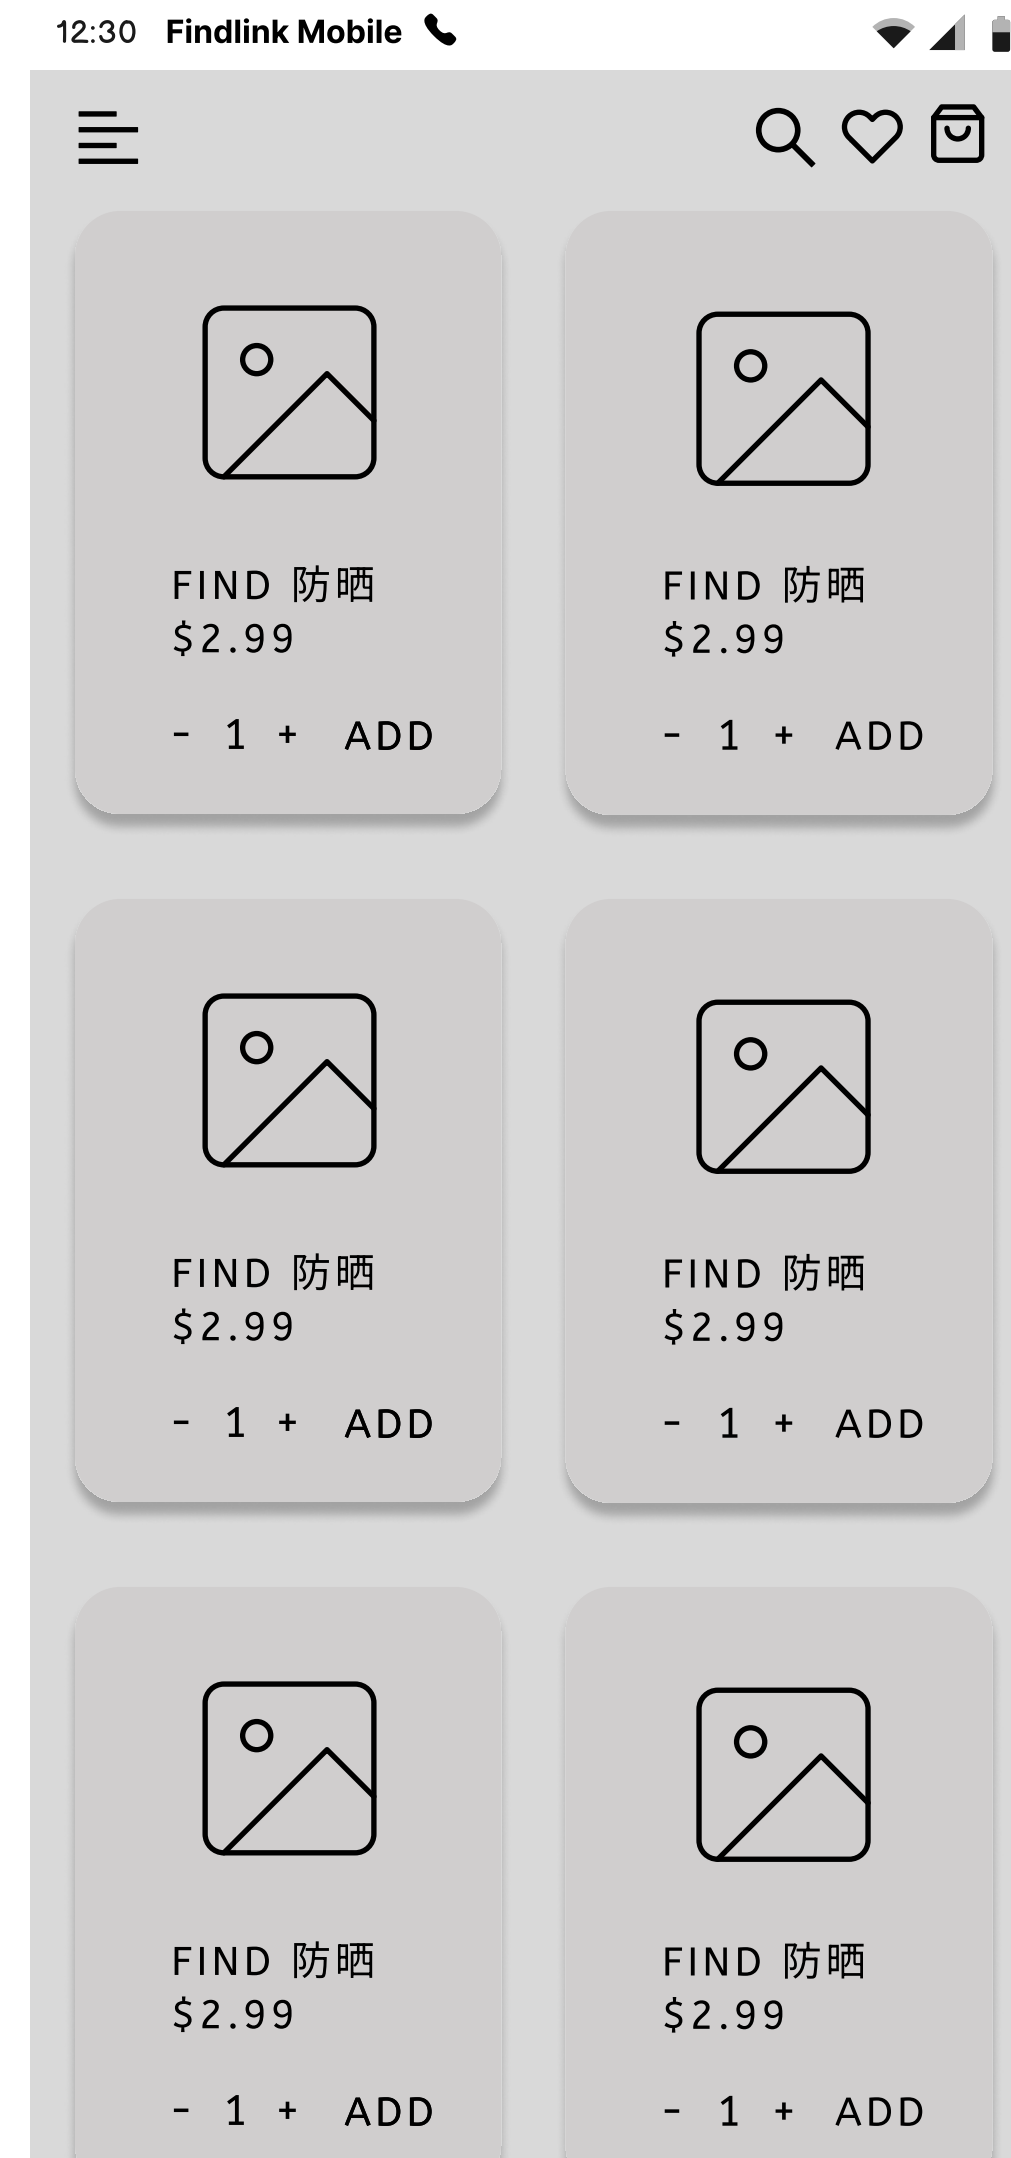 12:30 Findlink Mobile
FIND 防晒
$2.99
- 1 + ADD
FIND 防晒
$2.99
- 1 + ADD
FIND 防晒
$2.99
- 1 + ADD
FIND 防晒
$2.99
- 1 + ADD
FIND 防晒
$2.99
- 1 + ADD
FIND 防晒
$2.99
- 1 + ADD